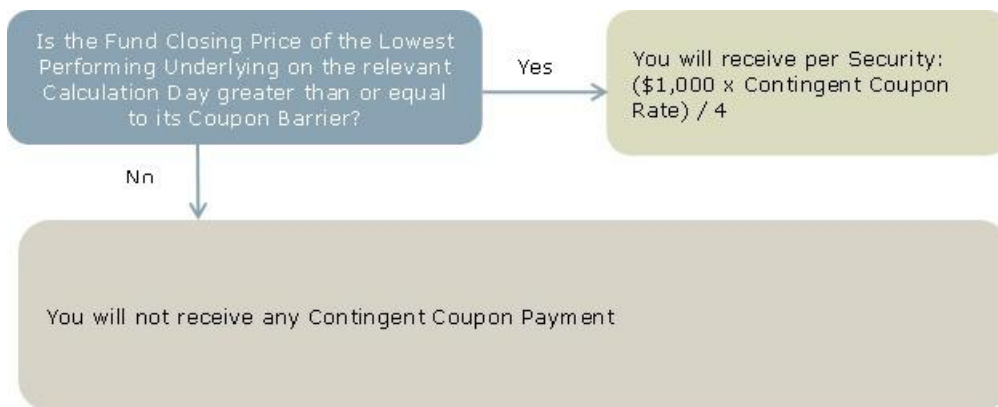 Is the Fund Closing Price of the Lowest
Performing Underlying on the relevant
Calculation Day greater than or equal
to its Coupon Barrier?
Yes
You will receive per Security:
($1,000 x Contingent Coupon
Rate) / 4
No
You will not receive any Contingent Coupon Payment